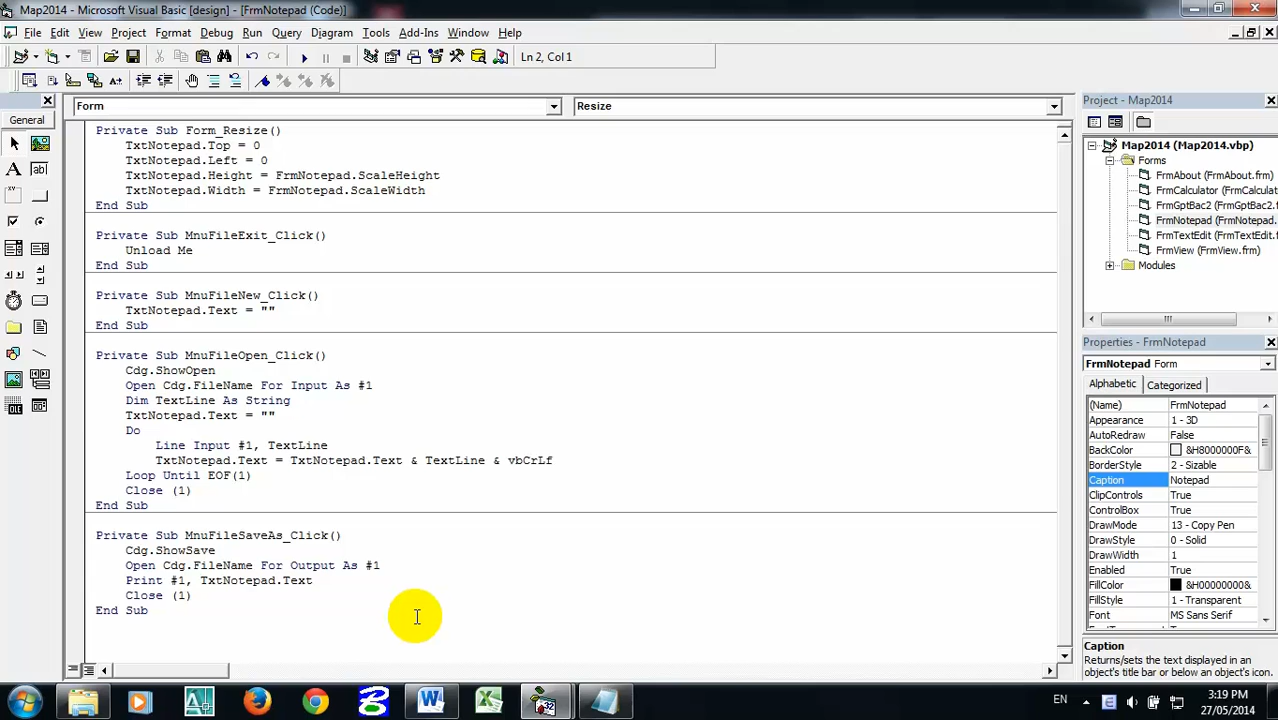 Map2014 - Microsoft Visual Basic [design] - [FrmNotepad (Code)]
File Edit View Project Format Debug Run Query Diagram Tools Add-Ins Window Help
Ln 2, Col 1
General
Form
Resize
Private Sub Form_Resize()
TxtNotepad.Top = 0
TxtNotepad.Left = 0
TxtNotepad.Height = FrmNotepad.ScaleHeight
TxtNotepad.Width = FrmNotepad.ScaleWidth
End Sub
Private Sub MnuFileExit_Click()
Unload Me
End Sub
Private Sub MnuFileNew_Click()
TxtNotepad.Text = ""
End Sub
Private Sub MnuFileOpen_Click()
Cdg.ShowOpen
Open Cdg.FileName For Input As #1
Dim TextLine As String
TxtNotepad.Text = ""
Do
Line Input #1, TextLine
TxtNotepad.Text = TxtNotepad.Text & TextLine & vbCrLf
Loop Until EOF(1)
Close (1)
End Sub
Private Sub MnuFileSaveAs_Click()
Cdg.ShowSave
Open Cdg.FileName For Output As #1
Print #1, TxtNotepad.Text
Close (1)
End Sub
Project - Map2014
Map2014 (Map2014.vbp)
Forms
FrmAbout (FrmAbout.frm)
FrmCalculator (FrmCalc
FrmGptBac2 (FrmGptBac2.f
FrmNotepad (FrmNotepad.
FrmTextEdit (FrmTextEdit.
FrmView (FrmView.frm)
Modules
Properties - FrmNotepad
FrmNotepad Form
Alphabetic Categorized
(Name) FrmNotepad
Appearance 1 - 3D
AutoRedraw False
BackColor &H8000000F&
BorderStyle 2 - Sizable
Caption Notepad
ClipControls True
ControlBox True
DrawMode 13 - Copy Pen
DrawStyle 0 - Solid
DrawWidth 1
Enabled True
FillColor &H00000000&
FillStyle 1 - Transparent
Font MS Sans Serif
Caption
Returns/sets the text displayed in an
object's title bar or below an object's icon.
EN
3:19 PM
27/05/2014